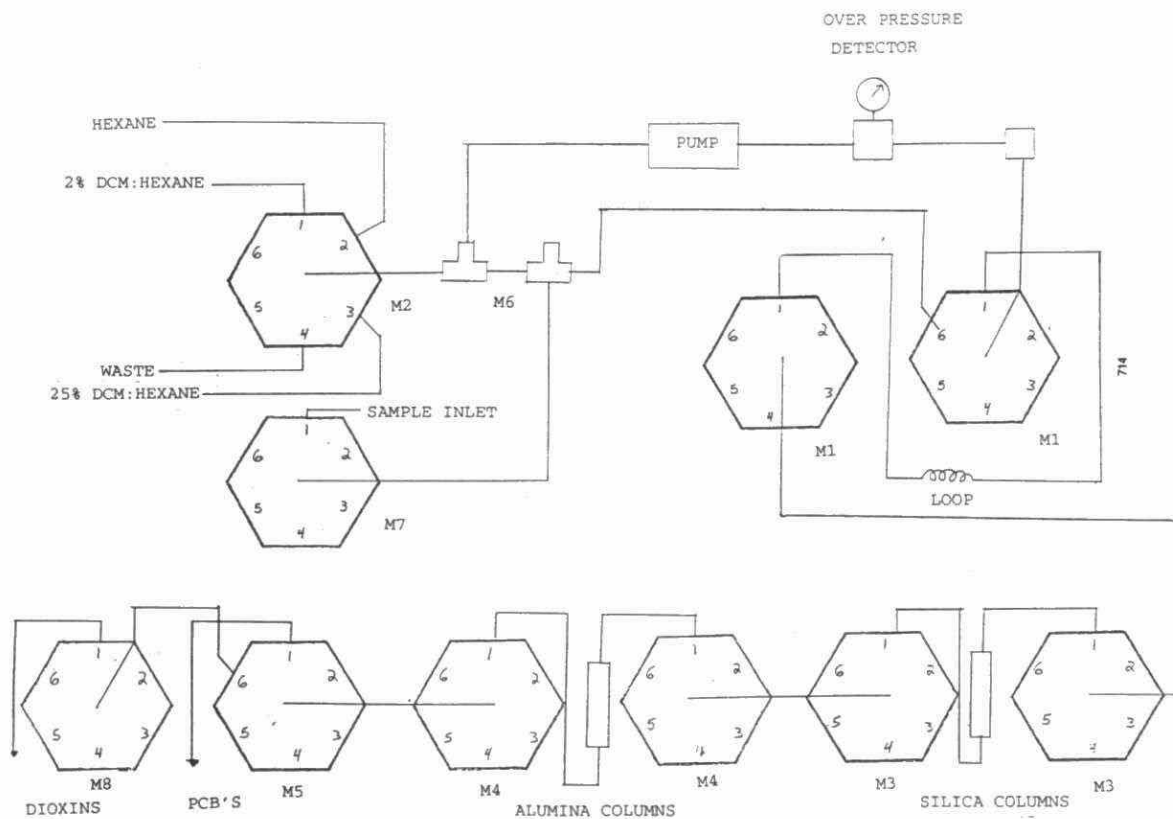 OVER PRESSURE
DETECTOR
HEXANE
PUMP
2% DCM:HEXANE
1
2
3
4
5
6
M2
M6
WASTE
25% DCM:HEXANE
1
2
3
4
5
6
M1
1
2
3
4
5
6
M1
714
LOOP
SAMPLE INLET
1
2
3
4
5
6
M7
1
2
3
4
5
6
M8
DIOXINS
PCB'S
1
2
3
4
5
6
M5
1
2
3
4
5
6
M4
ALUMINA COLUMNS
1
2
3
4
5
6
M4
1
2
3
4
5
6
M3
SILICA COLUMNS
1
2
3
4
5
6
M3